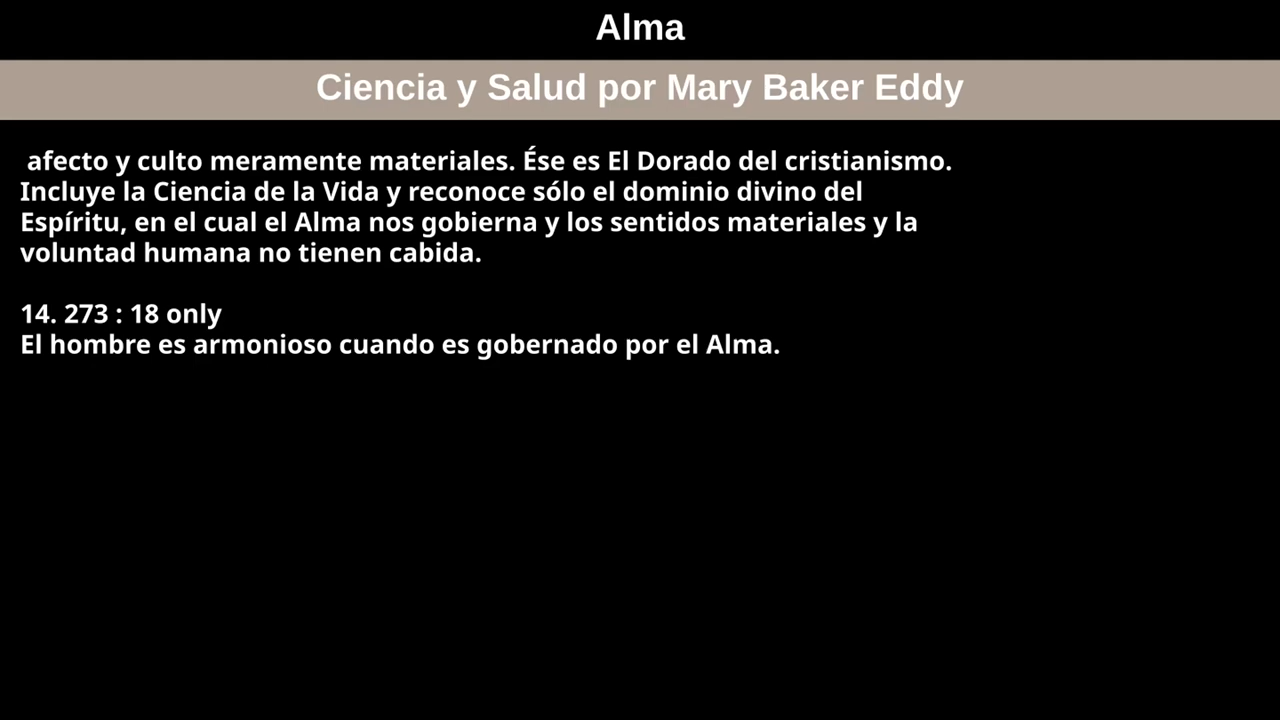 Alma
Ciencia y Salud por Mary Baker Eddy
afecto y culto meramente materiales. Ése es El Dorado del cristianismo.
Incluye la Ciencia de la Vida y reconoce sólo el dominio divino del
Espíritu, en el cual el Alma nos gobierna y los sentidos materiales y la
voluntad humana no tienen cabida.
14. 273 : 18 only
El hombre es armonioso cuando es gobernado por el Alma.